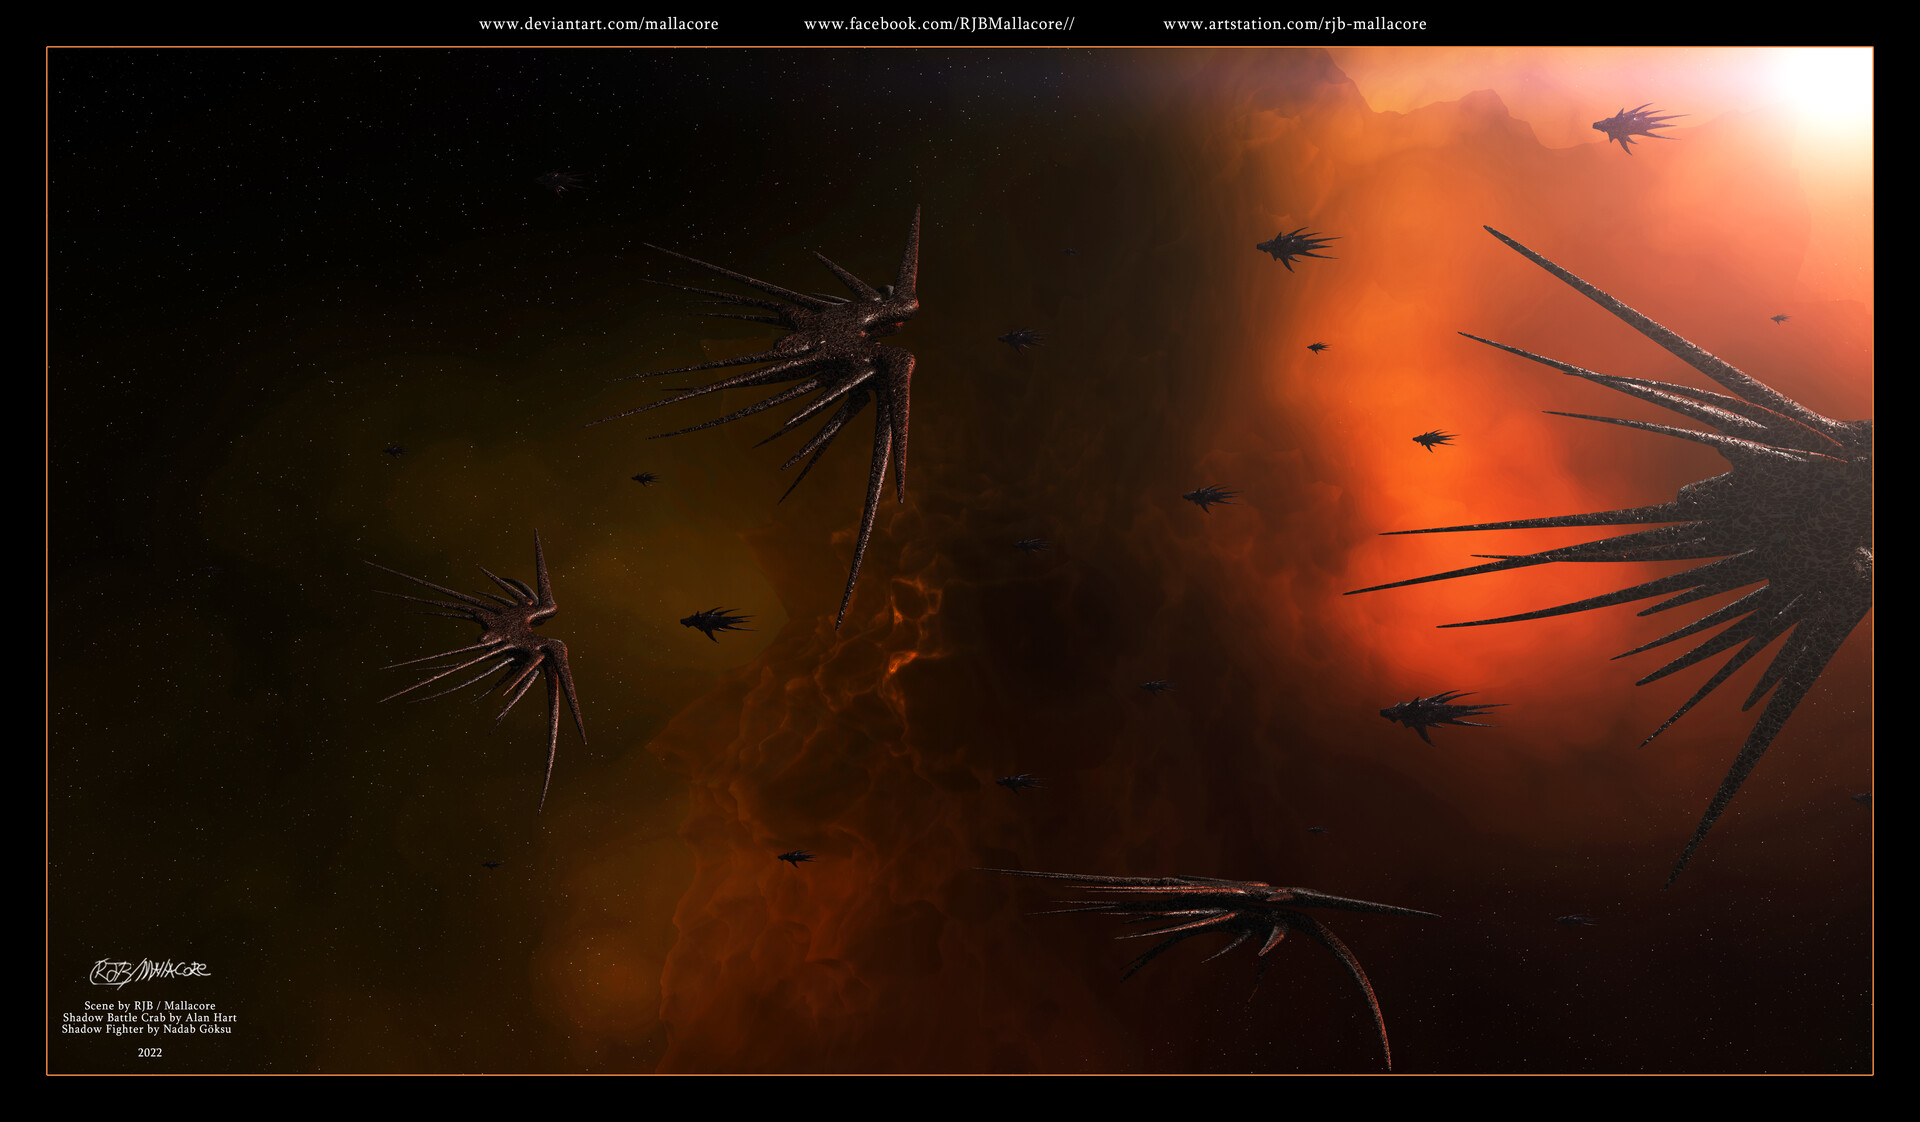 www.deviantart.com/mallacore
www.facebook.com/RJBMallacore//
www.artstation.com/rjb-mallacore
RJB/Mallacore
Scene by RJB / Mallacore
Shadow Battle Crab by Alan Hart
Shadow Fighter by Nadab Göksu
2022